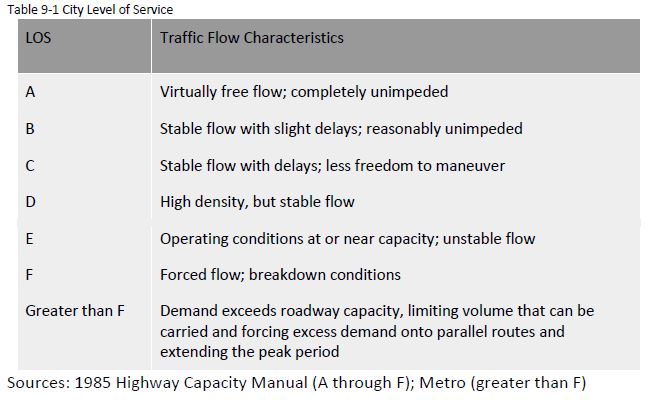 Table 9-1 City Level of Service
LOS Traffic Flow Characteristics
A Virtually free flow; completely unimpeded
B Stable flow with slight delays; reasonably unimpeded
C Stable flow with delays; less freedom to maneuver
D High density, but stable flow
E Operating conditions at or near capacity; unstable flow
F Forced flow; breakdown conditions
Greater than F Demand exceeds roadway capacity, limiting volume that can be
carried and forcing excess demand onto parallel routes and
extending the peak period
Sources: 1985 Highway Capacity Manual (A through F); Metro (greater than F)